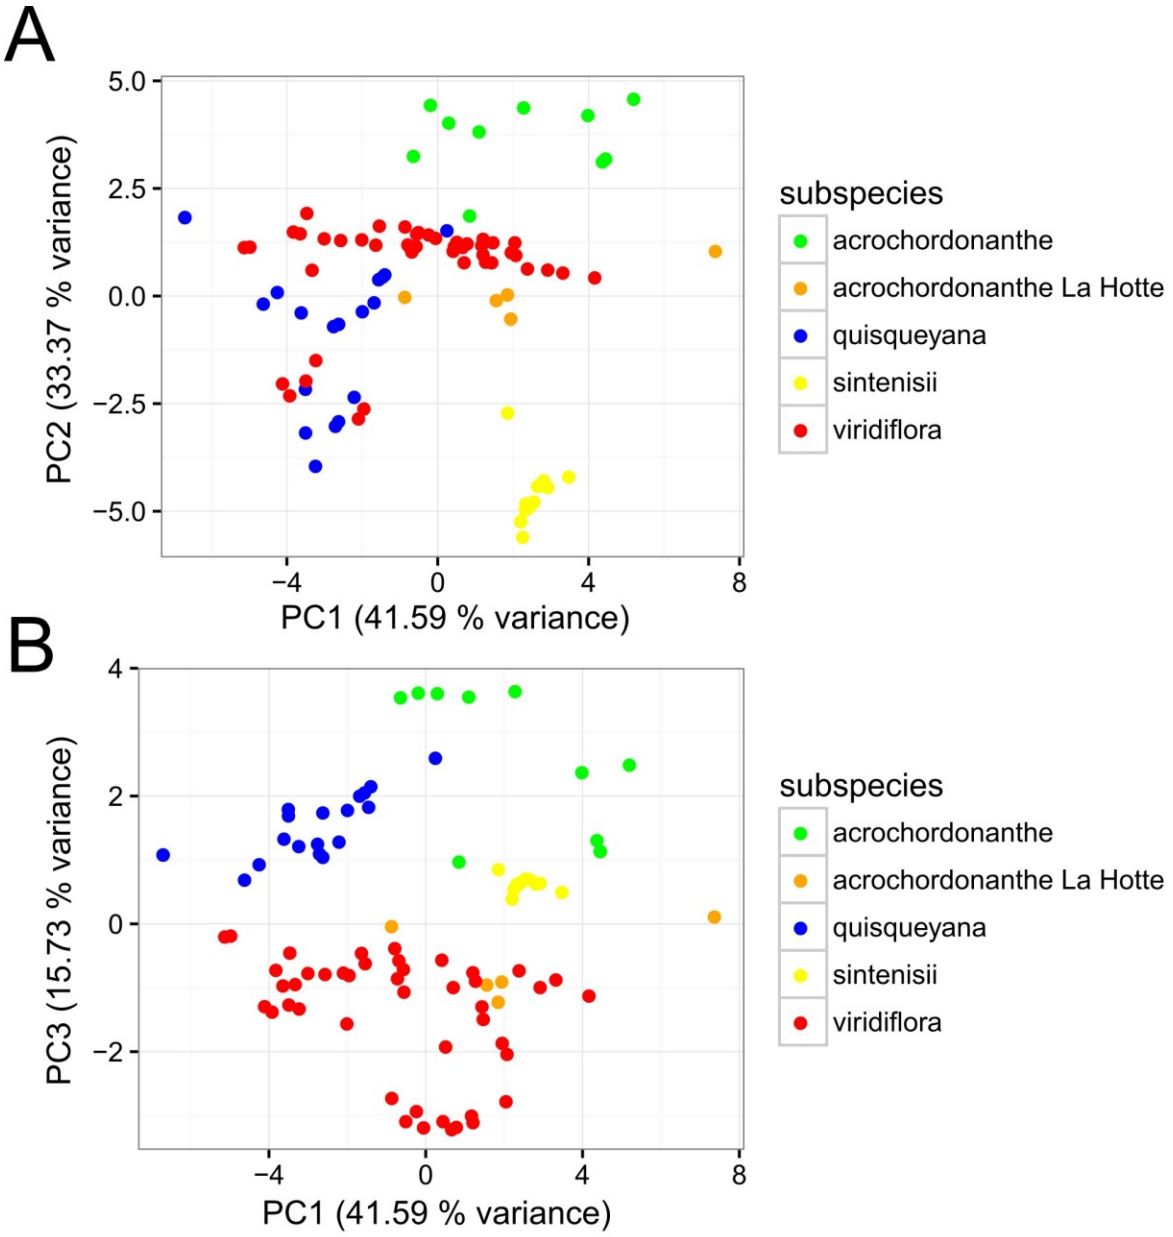 A
5.0
2.5
0.0
−2.5
−5.0
PC2 (33.37 % variance)
−4
0
4
8
PC1 (41.59 % variance)
subspecies
acrochordonanthe
acrochordonanthe La Hotte
quisqueyana
sintenisii
viridiflora
B
4
2
0
−2
PC3 (15.73 % variance)
−4
0
4
8
PC1 (41.59 % variance)
subspecies
acrochordonanthe
acrochordonanthe La Hotte
quisqueyana
sintenisii
viridiflora